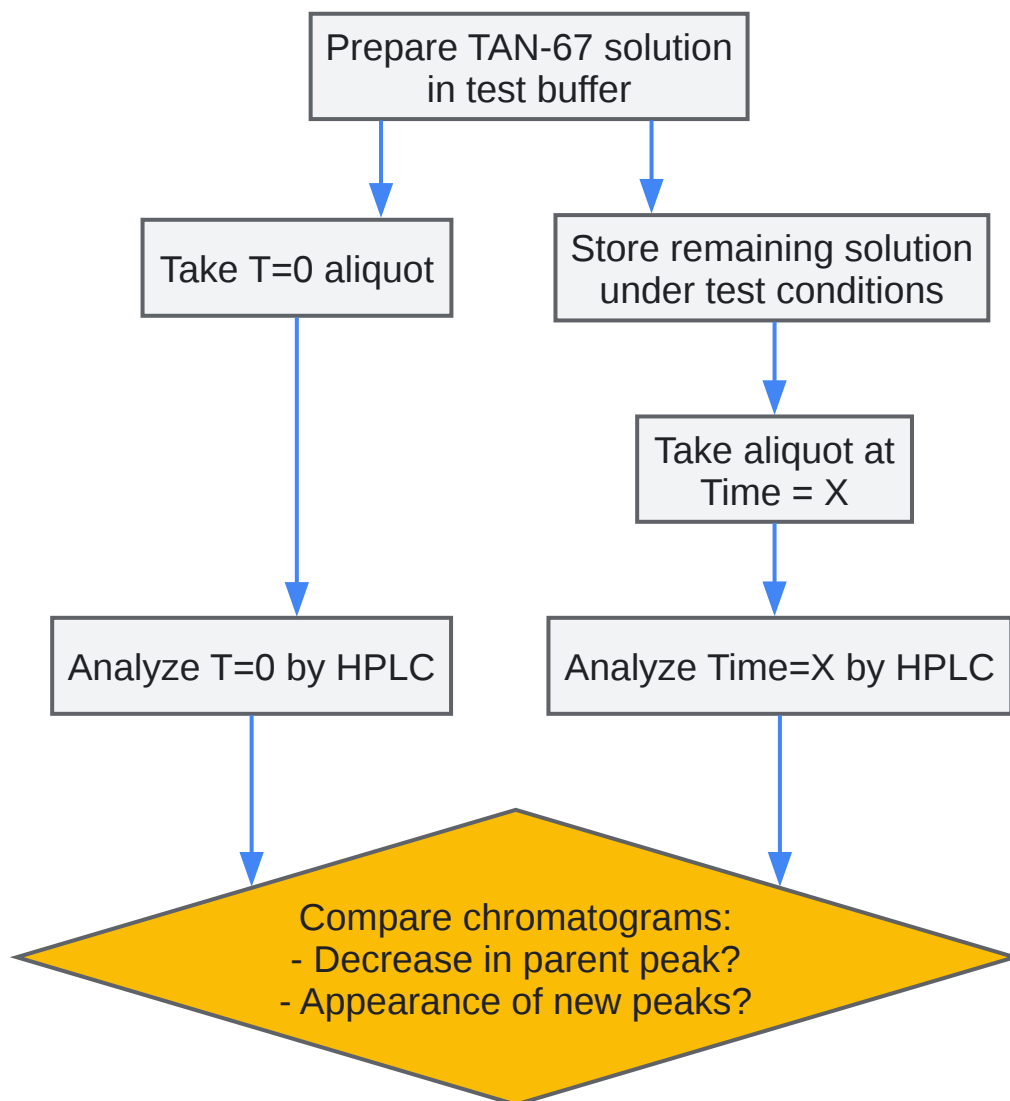 Prepare TAN-67 solution
in test buffer
Take T=0 aliquot
Store remaining solution
under test conditions
Take aliquot at
Time = X
Analyze T=0 by HPLC
Analyze Time=X by HPLC
Compare chromatograms:
- Decrease in parent peak?
- Appearance of new peaks?